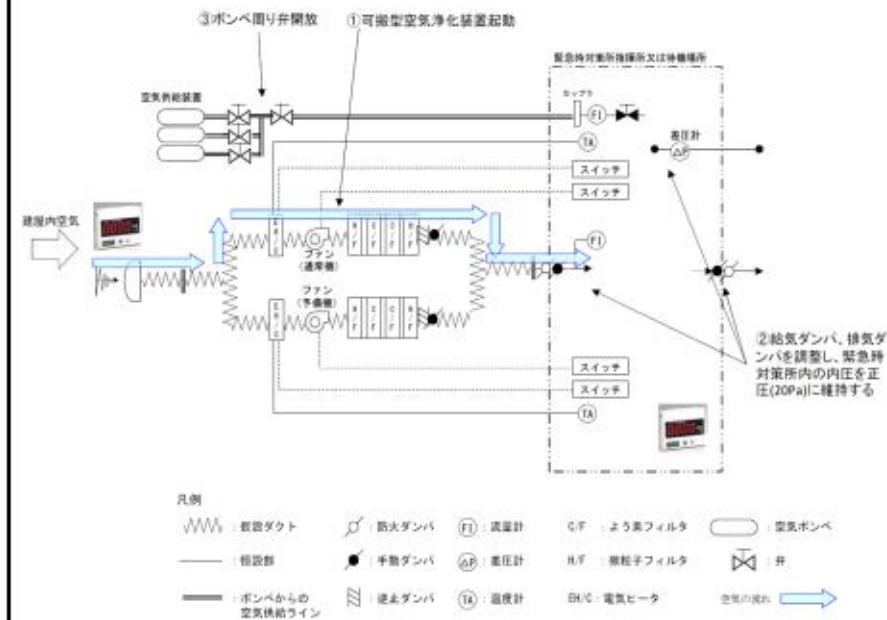 ③ボンベ周り弁開放
①可搬型空気浄化装置起動
緊急時対策所指揮所又は待機場所
空気供給装置
カップラ
FI
TA
差圧計
ΔP
スイッチ
スイッチ
建屋内空気
EH/C
ファン
(通常機)
H/F
C/F
C/F
H/F
FI
ファン
(予備機)
EH/C
H/F
C/F
C/F
H/F
②給気ダンパ、排気ダ
ンパを調整し、緊急時
対策所内の内圧を正
圧(20Pa)に維持する
スイッチ
スイッチ
TA
凡例
:仮設ダクト
:防火ダンパ
FI :流量計
C/F :よう素フィルタ
:空気ボンベ
:恒設部
:手動ダンパ
ΔP :差圧計
H/F :微粒子フィルタ
:弁
:ボンベからの
空気供給ライン
:逆止ダンパ
TA :温度計
EH/C :電気ヒータ
空気の流れ